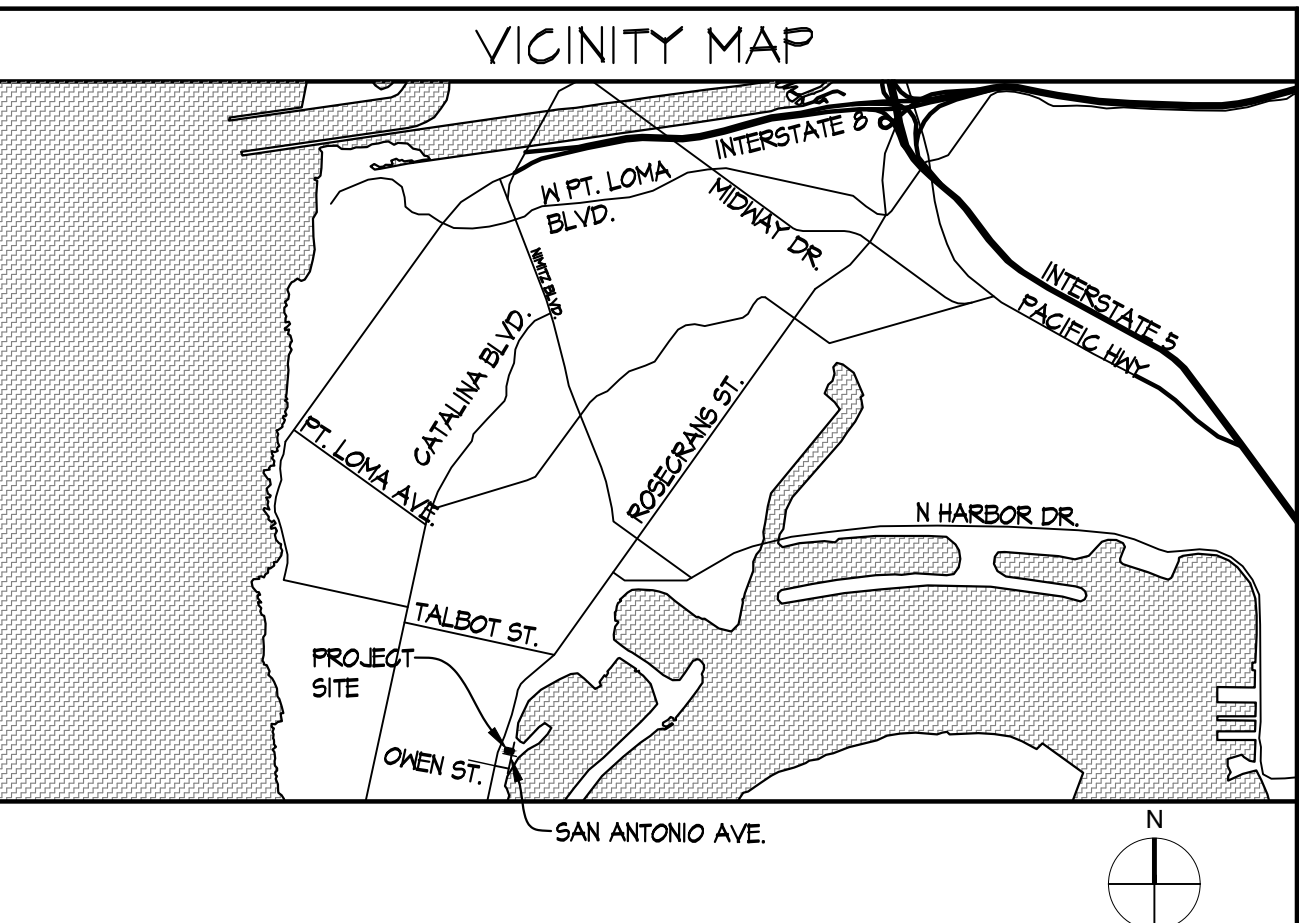 VICINITY MAP
INTERSTATE 8
W PT. LOMA
BLVD.
MIDWAY DR.
NIMITZ BLVD.
INTERSTATE 5
PACIFIC HWY
CATALINA BLVD.
ROSECRANS ST.
PT. LOMA AVE.
N HARBOR DR.
TALBOT ST.
PROJECT
SITE
OWEN ST.
SAN ANTONIO AVE.
N